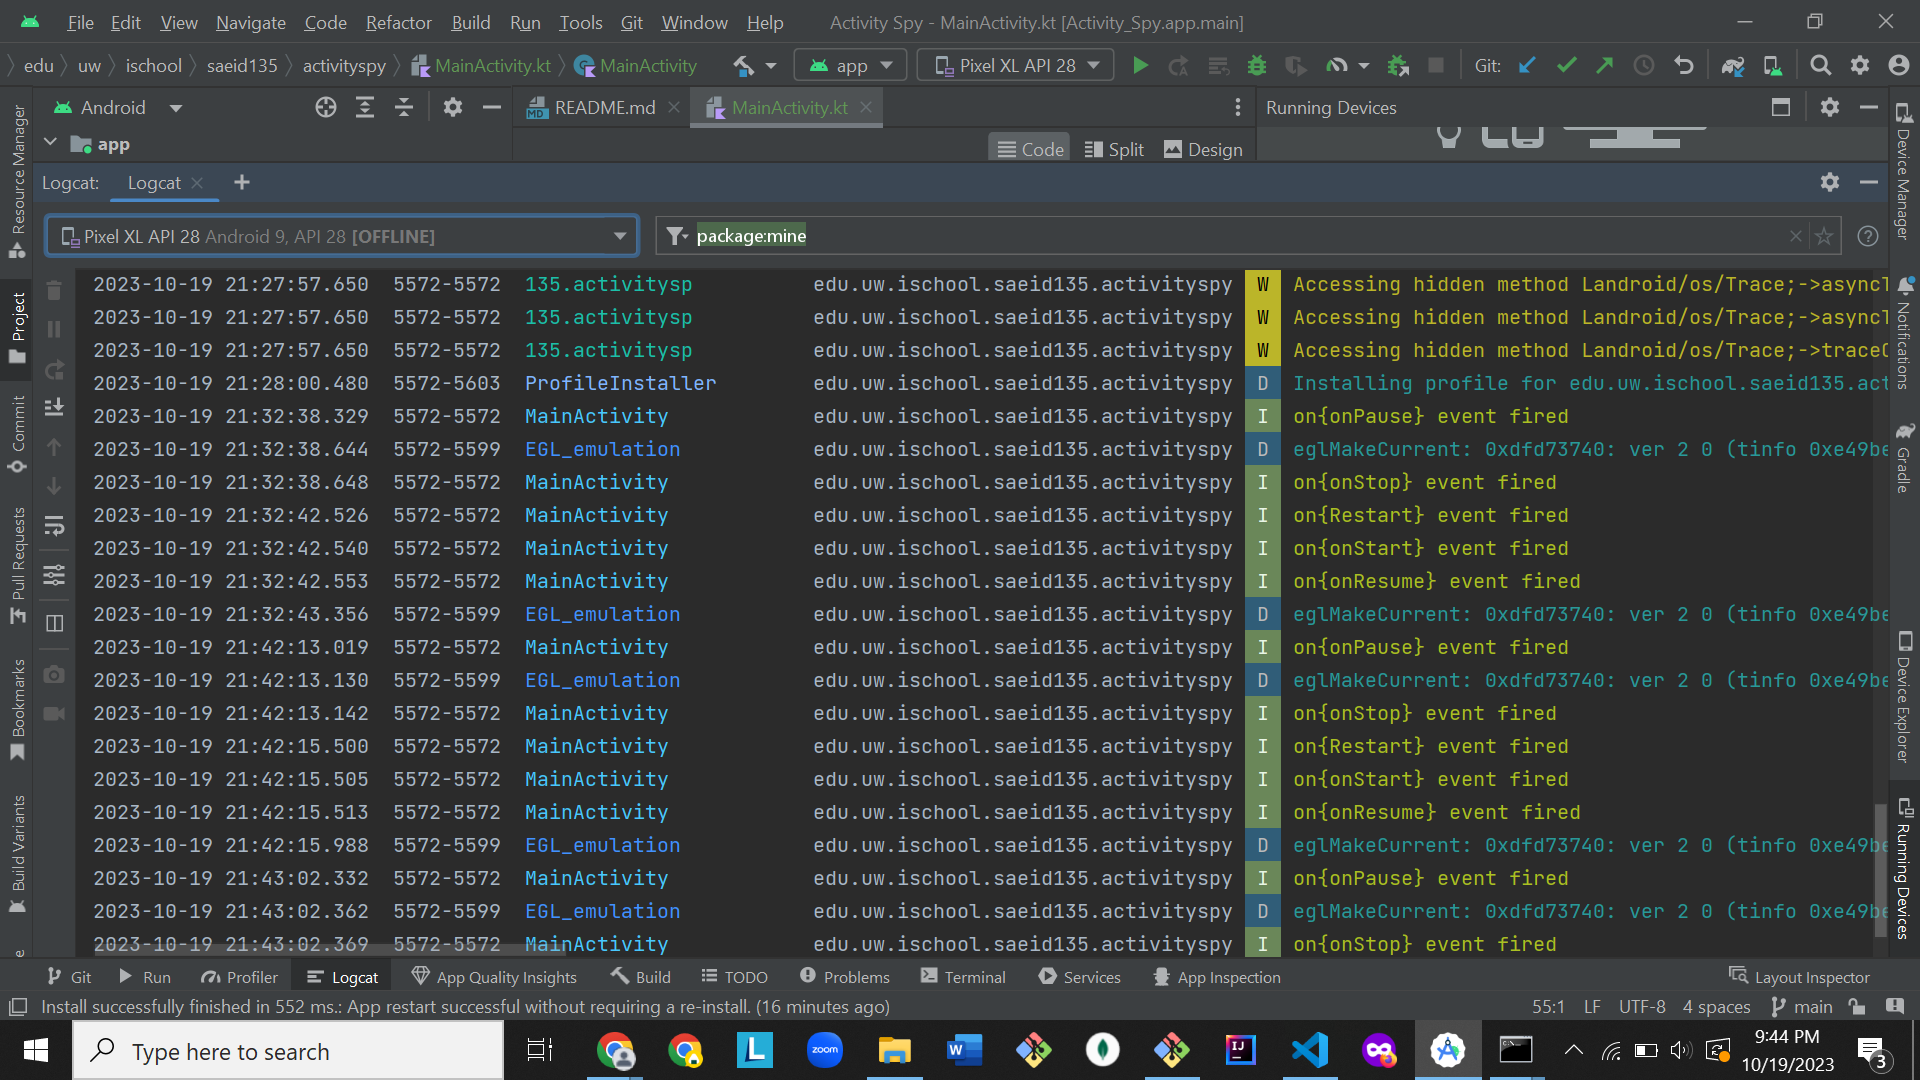 File Edit View Navigate Code Refactor Build Run Tools Git Window Help Activity Spy - MainActivity.kt [Activity_Spy.app.main]
edu uw ischool saeid135 activityspy MainActivity.kt MainActivity app Pixel XL API 28 Git:
Android README.md MainActivity.kt Running Devices
app Code Split Design
Logcat: Logcat
Pixel XL API 28 Android 9, API 28 [OFFLINE] package:mine
2023-10-19 21:27:57.650 5572-5572 135.activitysp edu.uw.ischool.saeid135.activityspy W Accessing hidden method Landroid/os/Trace;->async
2023-10-19 21:27:57.650 5572-5572 135.activitysp edu.uw.ischool.saeid135.activityspy W Accessing hidden method Landroid/os/Trace;->async
2023-10-19 21:27:57.650 5572-5572 135.activitysp edu.uw.ischool.saeid135.activityspy W Accessing hidden method Landroid/os/Trace;->trace
2023-10-19 21:28:00.480 5572-5603 ProfileInstaller edu.uw.ischool.saeid135.activityspy D Installing profile for edu.uw.ischool.saeid135.act
2023-10-19 21:32:38.329 5572-5572 MainActivity edu.uw.ischool.saeid135.activityspy I on{onPause} event fired
2023-10-19 21:32:38.644 5572-5599 EGL_emulation edu.uw.ischool.saeid135.activityspy D eglMakeCurrent: 0xdfd73740: ver 2 0 (tinfo 0xe49be
2023-10-19 21:32:38.648 5572-5572 MainActivity edu.uw.ischool.saeid135.activityspy I on{onStop} event fired
2023-10-19 21:32:42.526 5572-5572 MainActivity edu.uw.ischool.saeid135.activityspy I on{Restart} event fired
2023-10-19 21:32:42.540 5572-5572 MainActivity edu.uw.ischool.saeid135.activityspy I on{onStart} event fired
2023-10-19 21:32:42.553 5572-5572 MainActivity edu.uw.ischool.saeid135.activityspy I on{onResume} event fired
2023-10-19 21:32:43.356 5572-5599 EGL_emulation edu.uw.ischool.saeid135.activityspy D eglMakeCurrent: 0xdfd73740: ver 2 0 (tinfo 0xe49be
2023-10-19 21:42:13.019 5572-5572 MainActivity edu.uw.ischool.saeid135.activityspy I on{onPause} event fired
2023-10-19 21:42:13.130 5572-5599 EGL_emulation edu.uw.ischool.saeid135.activityspy D eglMakeCurrent: 0xdfd73740: ver 2 0 (tinfo 0xe49be
2023-10-19 21:42:13.142 5572-5572 MainActivity edu.uw.ischool.saeid135.activityspy I on{onStop} event fired
2023-10-19 21:42:15.500 5572-5572 MainActivity edu.uw.ischool.saeid135.activityspy I on{Restart} event fired
2023-10-19 21:42:15.505 5572-5572 MainActivity edu.uw.ischool.saeid135.activityspy I on{onStart} event fired
2023-10-19 21:42:15.513 5572-5572 MainActivity edu.uw.ischool.saeid135.activityspy I on{onResume} event fired
2023-10-19 21:42:15.988 5572-5599 EGL_emulation edu.uw.ischool.saeid135.activityspy D eglMakeCurrent: 0xdfd73740: ver 2 0 (tinfo 0xe49be
2023-10-19 21:43:02.332 5572-5572 MainActivity edu.uw.ischool.saeid135.activityspy I on{onPause} event fired
2023-10-19 21:43:02.362 5572-5599 EGL_emulation edu.uw.ischool.saeid135.activityspy D eglMakeCurrent: 0xdfd73740: ver 2 0 (tinfo 0xe49be
2023-10-19 21:43:02.369 5572-5572 MainActivity edu.uw.ischool.saeid135.activityspy I on{onStop} event fired
Resource Manager
Project
Commit
Pull Requests
Bookmarks
Build Variants
Device Manager
Notifications
Gradle
Device Explorer
Running Devices
Git Run Profiler Logcat App Quality Insights Build TODO Problems Terminal Services App Inspection Layout Inspector
Install successfully finished in 552 ms.: App restart successful without requiring a re-install. (16 minutes ago) 55:1 LF UTF-8 4 spaces main
Type here to search
L zoom W IJ
9:44 PM
10/19/2023
3